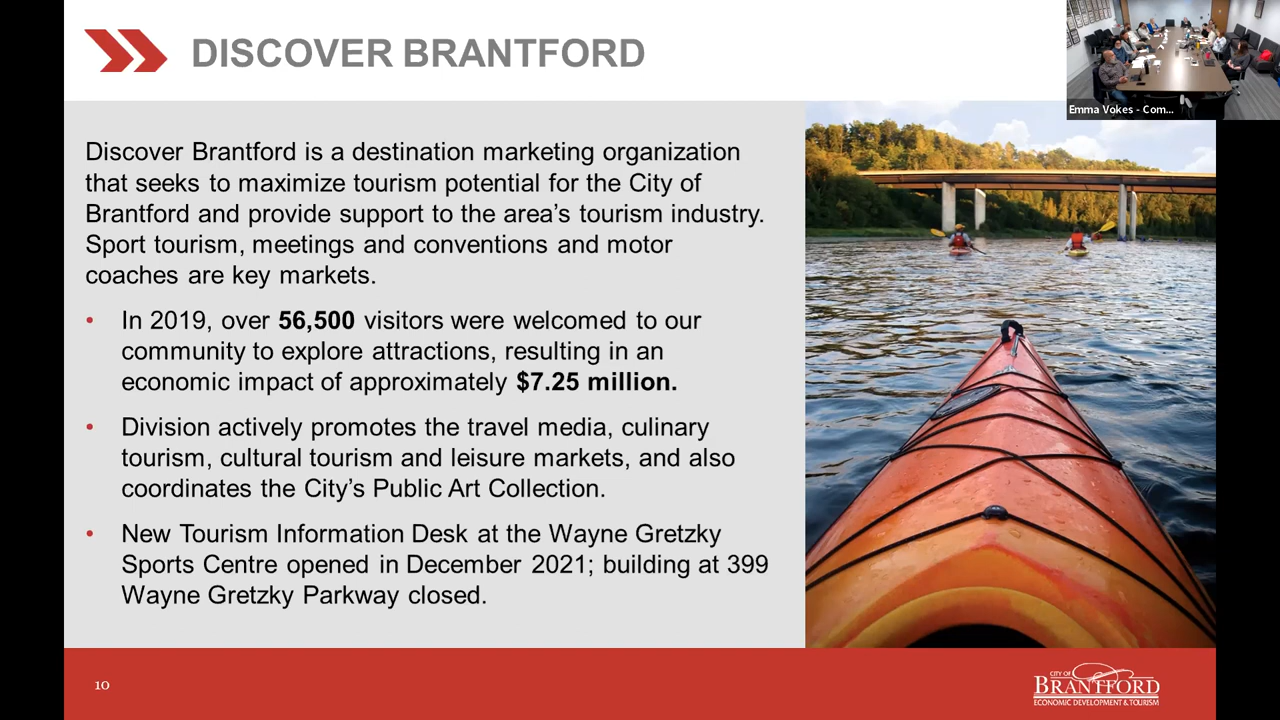 DISCOVER BRANTFORD
Emma Vokes - Com...
Discover Brantford is a destination marketing organization
that seeks to maximize tourism potential for the City of
Brantford and provide support to the area’s tourism industry.
Sport tourism, meetings and conventions and motor
coaches are key markets.
• In 2019, over 56,500 visitors were welcomed to our
community to explore attractions, resulting in an
economic impact of approximately $7.25 million.
• Division actively promotes the travel media, culinary
tourism, cultural tourism and leisure markets, and also
coordinates the City’s Public Art Collection.
• New Tourism Information Desk at the Wayne Gretzky
Sports Centre opened in December 2021; building at 399
Wayne Gretzky Parkway closed.
10
CITY OF
BRANTFORD
ECONOMIC DEVELOPMENT & TOURISM